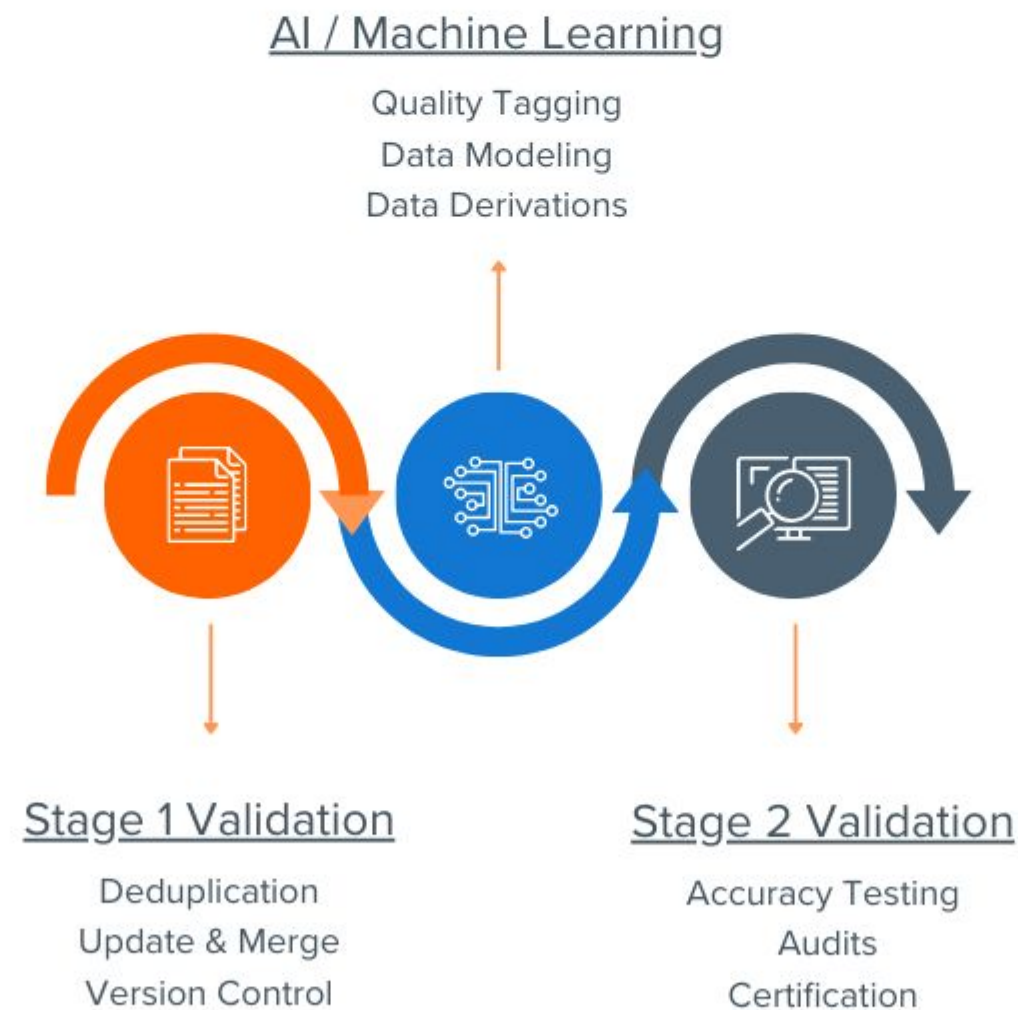 AI / Machine Learning
Quality Tagging
Data Modeling
Data Derivations
Stage 1 Validation
Deduplication
Update & Merge
Version Control
Stage 2 Validation
Accuracy Testing
Audits
Certification